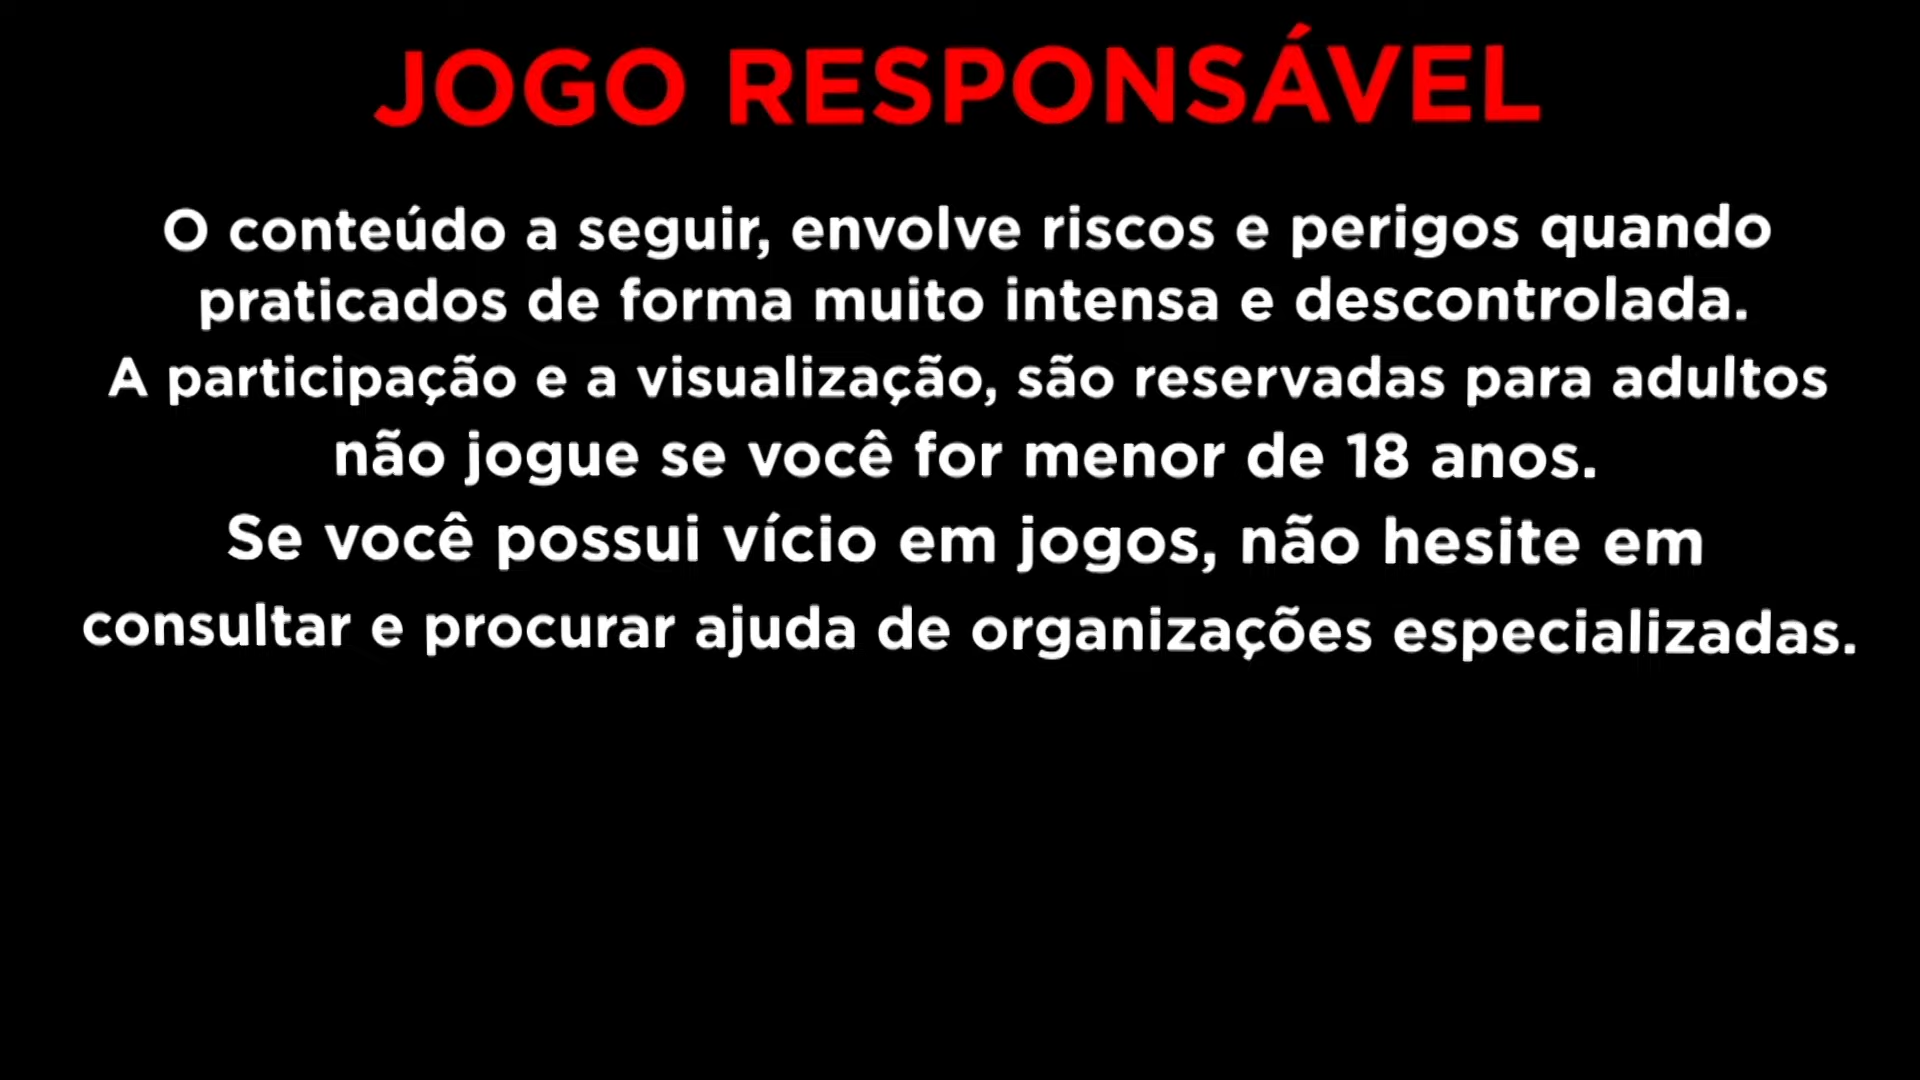 JOGO RESPONSÁVEL
O conteúdo a seguir, envolve riscos e perigos quando
praticados de forma muito intensa e descontrolada.
A participação e a visualização, são reservadas para adultos
não jogue se você for menor de 18 anos.
Se você possui vício em jogos, não hesite em
consultar e procurar ajuda de organizações especializadas.